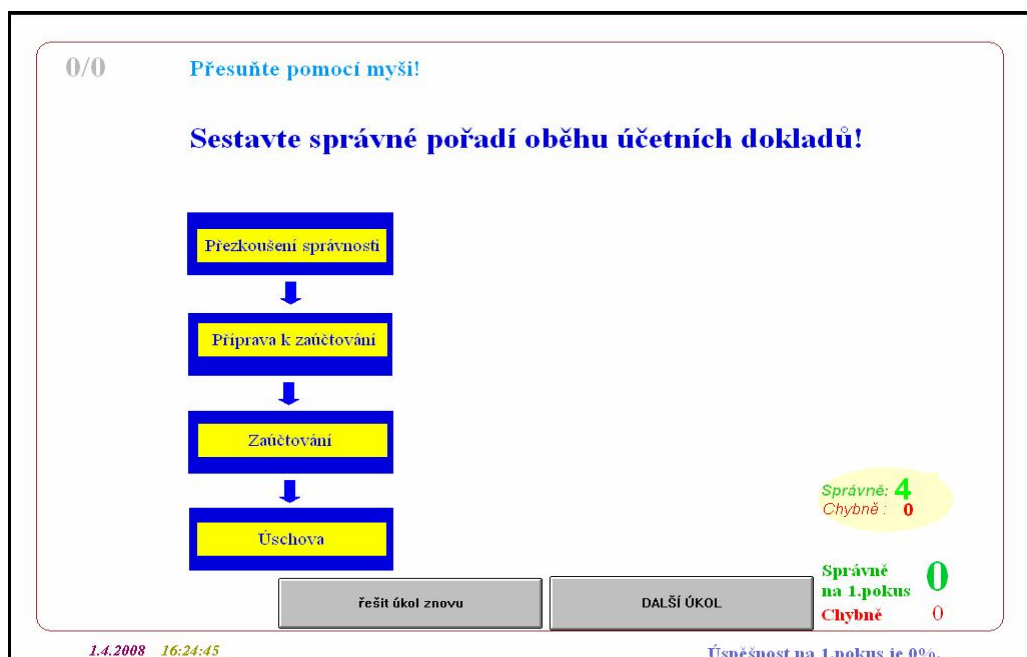 0/0
Přesuňte pomocí myši!
Sestavte správné pořadí oběhu účetních dokladů!
Přezkoušení správnosti
Příprava k zaúčtování
Zaúčtování
Úschova
Správně: 4
Chybně : 0
Správně na 1.pokus 0
Chybně 0
řešit úkol znovu
DALŠÍ ÚKOL
1.4.2008 16:24:45
Úspěšnost na 1.pokus je 0%.